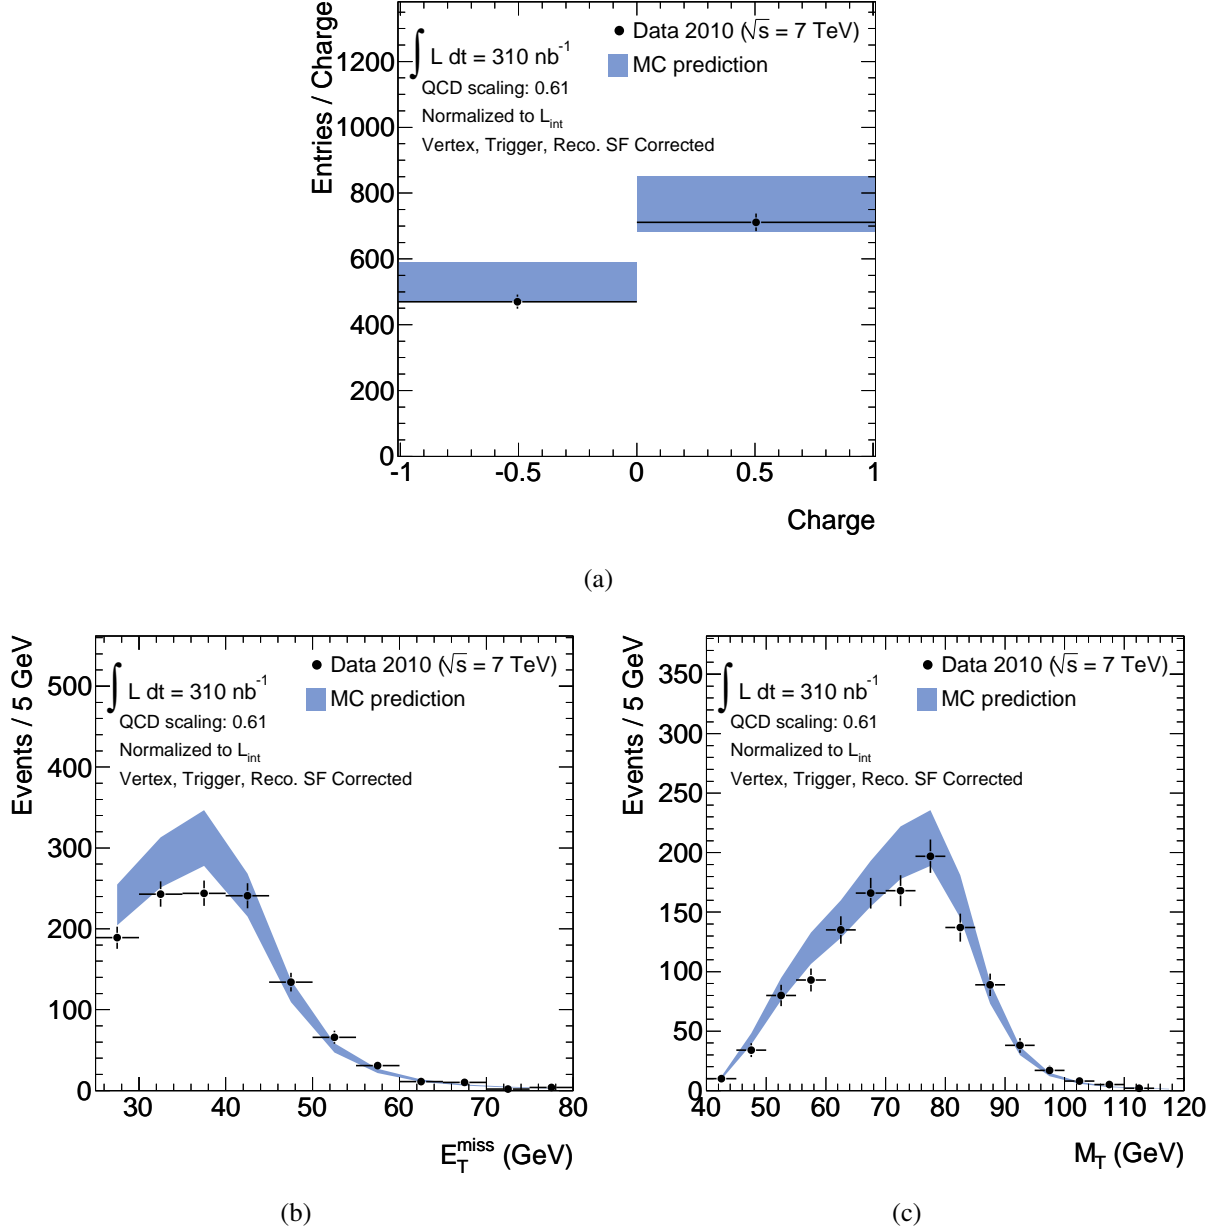 Entries / Charge
1200
1000
800
600
400
200
0
∫ L dt = 310 nb⁻¹
QCD scaling: 0.61
Normalized to L_int
Vertex, Trigger, Reco. SF Corrected
Data 2010 (√s = 7 TeV)
MC prediction
-1 -0.5 0 0.5 1
Charge
(a)
Events / 5 GeV
500
400
300
200
100
0
∫ L dt = 310 nb⁻¹
QCD scaling: 0.61
Normalized to L_int
Vertex, Trigger, Reco. SF Corrected
Data 2010 (√s = 7 TeV)
MC prediction
30 40 50 60 70 80
E_T^miss (GeV)
(b)
Events / 5 GeV
350
300
250
200
150
100
50
0
∫ L dt = 310 nb⁻¹
QCD scaling: 0.61
Normalized to L_int
Vertex, Trigger, Reco. SF Corrected
Data 2010 (√s = 7 TeV)
MC prediction
40 50 60 70 80 90 100 110 120
M_T (GeV)
(c)